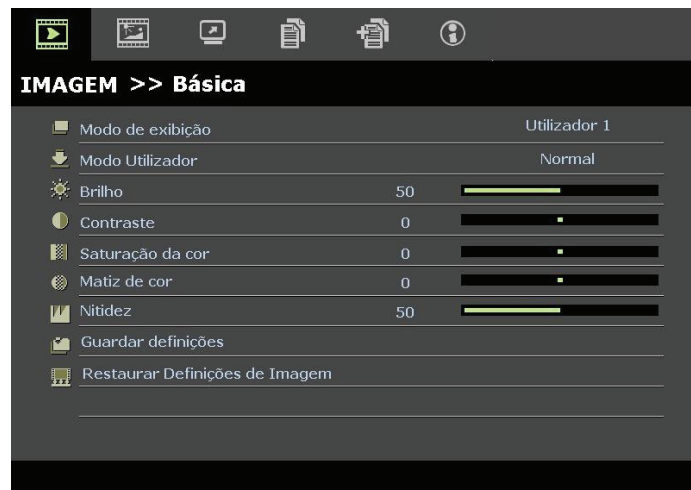 IMAGEM >> Básica
Modo de exibição Utilizador 1
Modo Utilizador Normal
Brilho 50
Contraste 0
Saturação da cor 0
Matiz de cor 0
Nitidez 50
Guardar definições
Restaurar Definições de Imagem